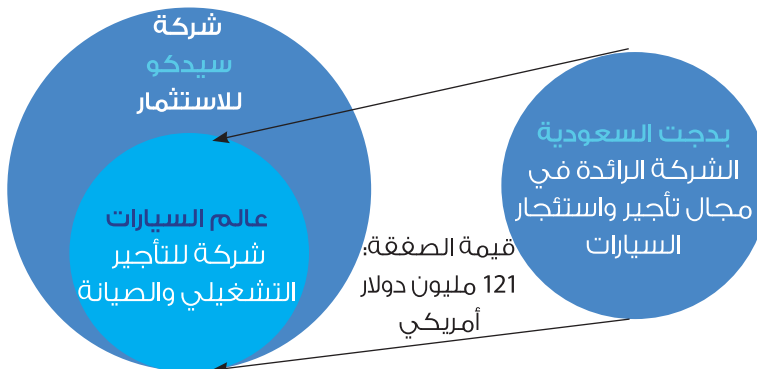 شركة
سيدكو
للاستثمار
عالم السيارات
شركة للتأجير
التشغيلي والصيانة
بدجت السعودية
الشركة الرائدة في
مجال تأجير واستئجار
السيارات
قيمة الصفقة:
121 مليون دولار
أمريكي